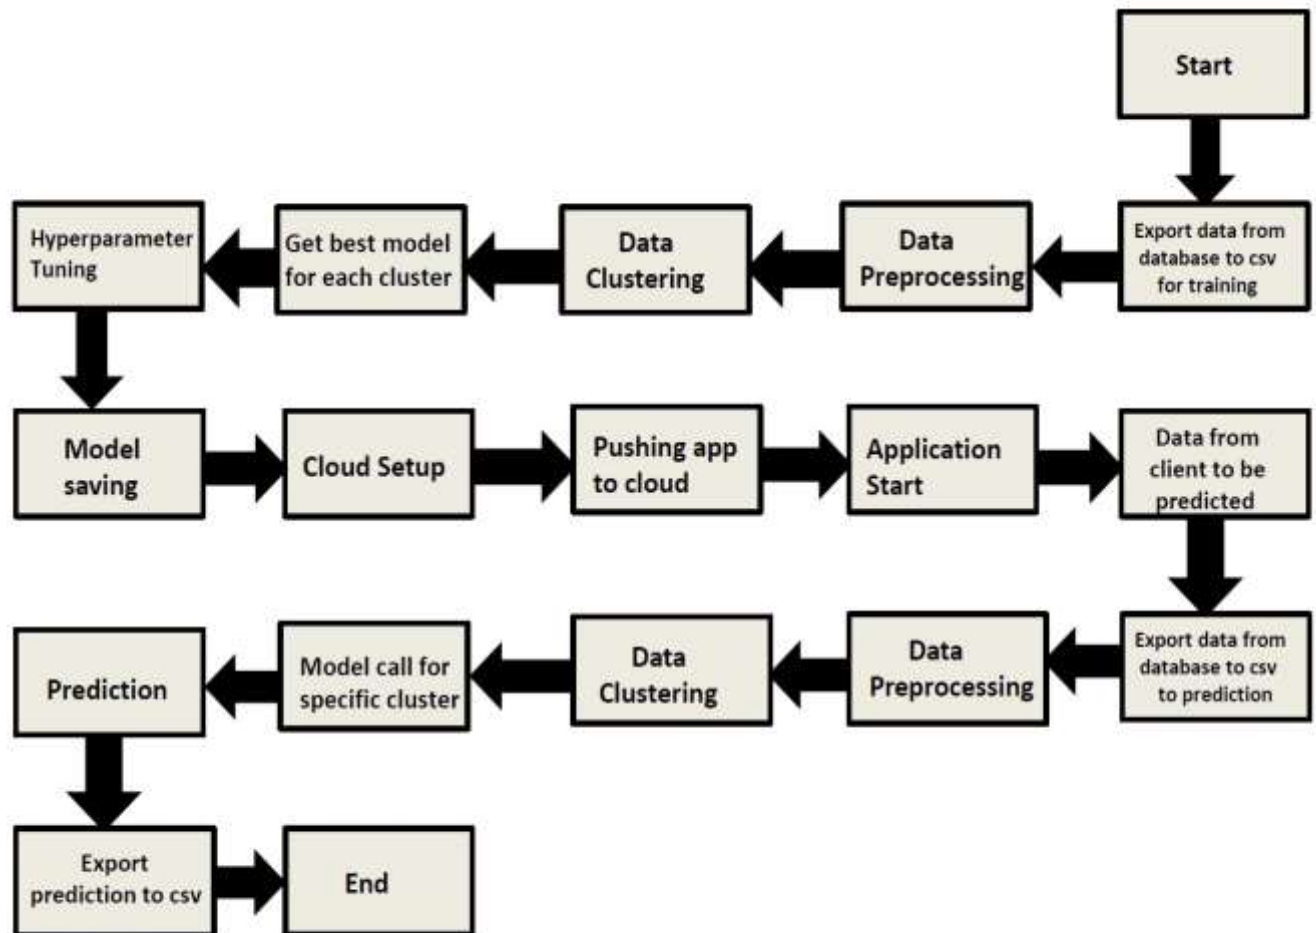 Start
Export data from
database to csv
for training
Data
Preprocessing
Data
Clustering
Get best model
for each cluster
Hyperparameter
Tuning
Model
saving
Cloud Setup
Pushing app
to cloud
Application
Start
Data from
client to be
predicted
Export data from
database to csv
to prediction
Data
Preprocessing
Data
Clustering
Model call for
specific cluster
Prediction
Export
prediction to csv
End